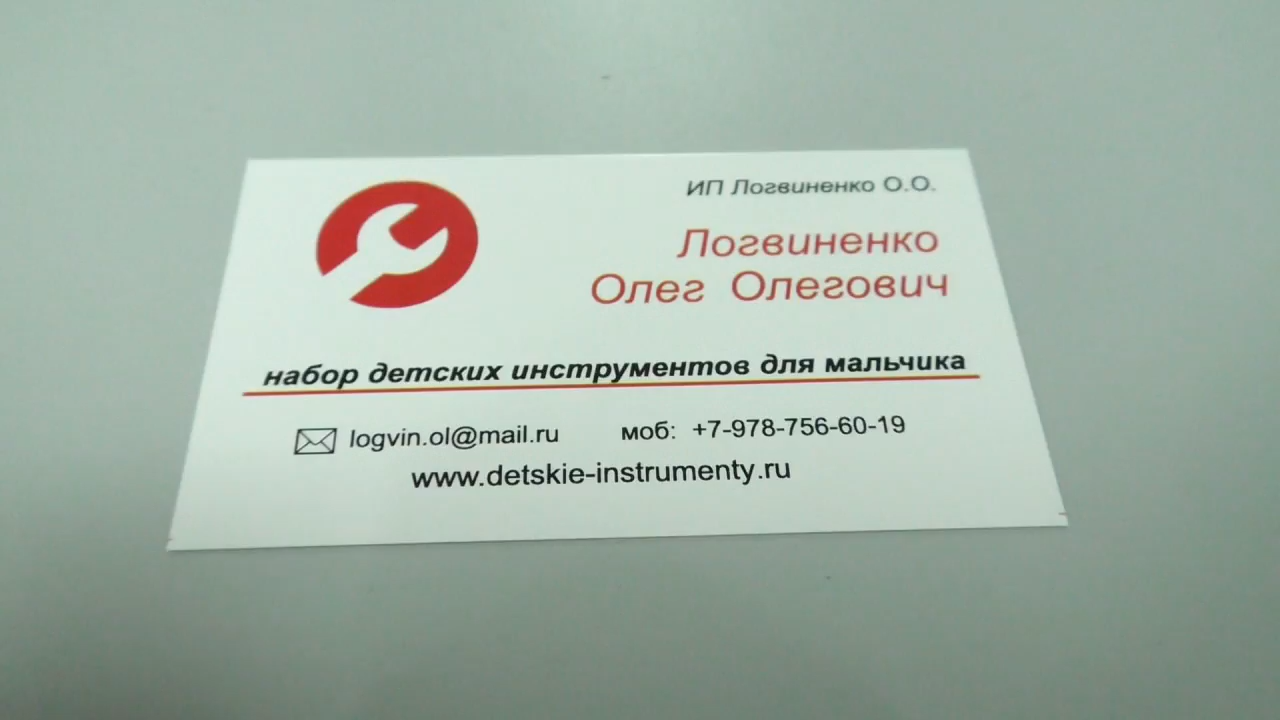 ИП Логвиненко О.О.
Логвиненко
Олег Олегович
набор детских инструментов для мальчика
logvin.ol@mail.ru моб: +7-978-756-60-19
www.detskie-instrumenty.ru